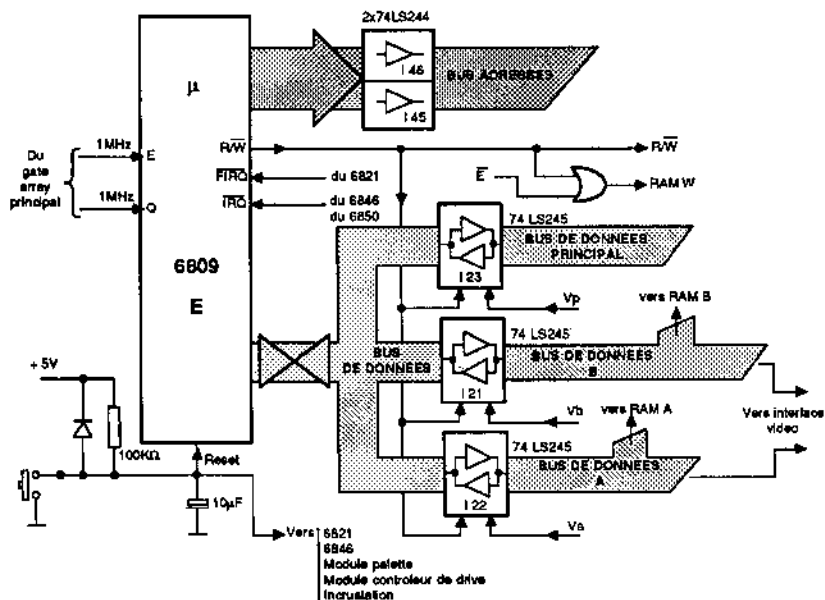 2x74LS244
I 46
I 45
BUS ADRESSES
µ
6809
E
Du
gate
array
principal
1MHz
E
1MHz
Q
R/W
FIRQ
IRQ
du 6821
du 6846
du 6850
R/W
E
RAM W
74 LS245
BUS DE DONNEES
PRINCIPAL
I 23
Vp
BUS
DE DONNEES
74 LS245
BUS DE DONNEES
B
I 21
Vb
vers RAM B
74 LS245
BUS DE DONNEES
A
I 22
Va
vers RAM A
Vers interface
video
+ 5V
100KΩ
Reset
10µF
Vers
6821
6846
Module palette
Module controleur de drive
Incrustation